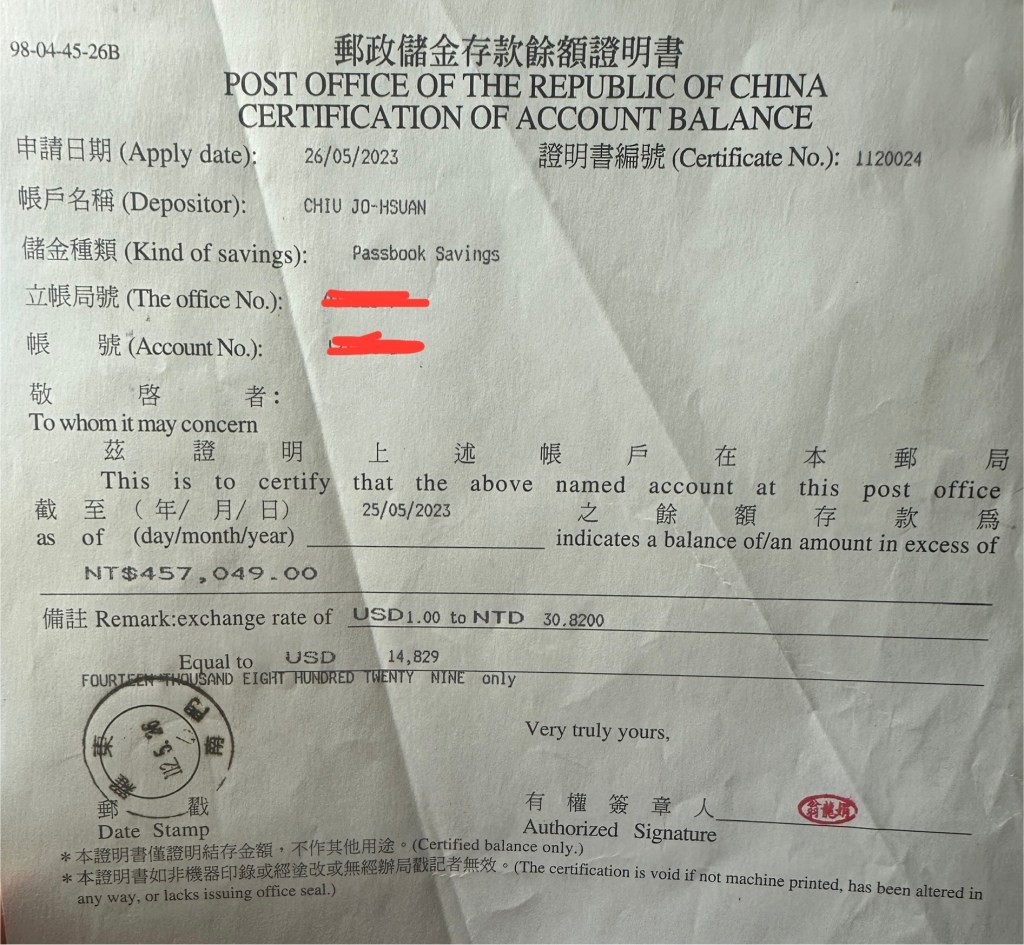 98-04-45-26B
郵政儲金存款餘額證明書
POST OFFICE OF THE REPUBLIC OF CHINA
CERTIFICATION OF ACCOUNT BALANCE
申請日期 (Apply date): 26/05/2023 證明書編號 (Certificate No.): 1120024
帳戶名稱 (Depositor): CHIU JO-HSUAN
儲金種類 (Kind of savings): Passbook Savings
立帳局號 (The office No.):
帳 號 (Account No.):
敬 啓 者:
To whom it may concern
茲 證 明 上 述 帳 戶 在 本 郵 局
This is to certify that the above named account at this post office
截 至 ( 年/ 月/ 日) 25/05/2023 之 餘 額 存 款 為
as of (day/month/year) indicates a balance of/an amount in excess of
NT$457,049.00
備註 Remark:exchange rate of USD1.00 to NTD 30.8200
Equal to USD 14,829
FOURTEEN THOUSAND EIGHT HUNDRED TWENTY NINE only
Very truly yours,
郵 戳
Date Stamp
有 權 簽 章 人
Authorized Signature
*本證明書僅證明結存金額,不作其他用途。(Certified balance only.)
*本證明書如非機器印錄或經塗改或無經辦局戳記者無效。(The certification is void if not machine printed, has been altered in
any way, or lacks issuing office seal.)